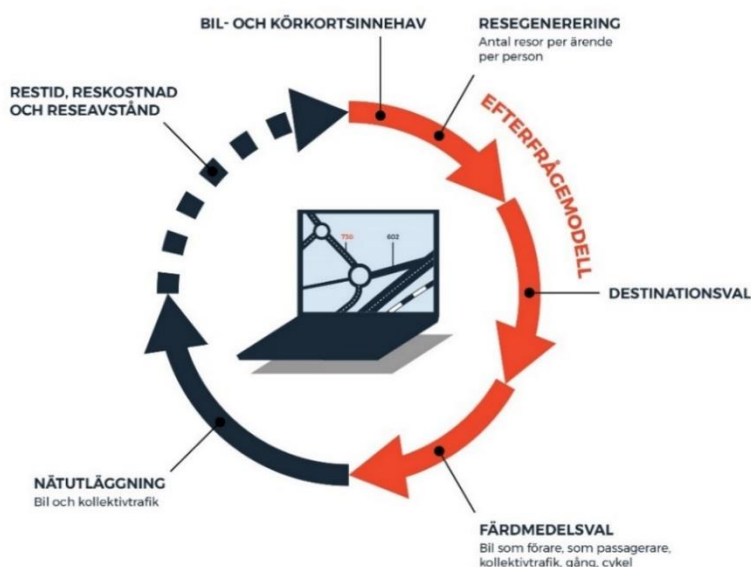 BIL- OCH KÖRKORTSINNEHAV
RESEGENERERING
Antal resor per ärende
per person
RESTID, RESKOSTNAD
OCH RESEAVSTÅND
EFTERFRÅGEMODELL
750
602
DESTINATIONSVAL
NÄTUTLÄGGNING
Bil och kollektivtrafik
FÄRDMEDELSVAL
Bil som förare, som passagerare,
kollektivtrafik, gång, cykel